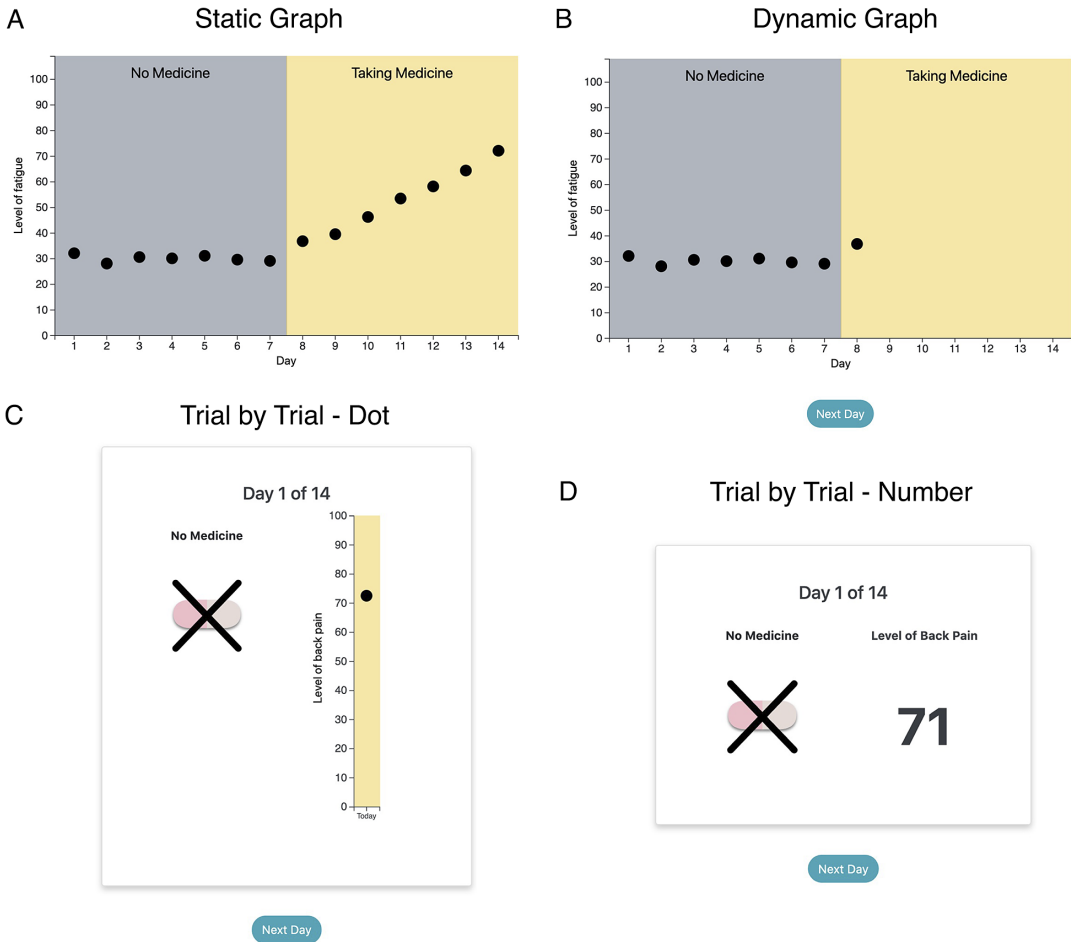 A
Static Graph
No Medicine
Taking Medicine
100
90
80
70
60
50
40
30
20
10
0
Level of fatigue
1 2 3 4 5 6 7 8 9 10 11 12 13 14
Day
B
Dynamic Graph
No Medicine
Taking Medicine
100
90
80
70
60
50
40
30
20
10
0
Level of fatigue
1 2 3 4 5 6 7 8 9 10 11 12 13 14
Day
Next Day
C
Trial by Trial - Dot
Day 1 of 14
No Medicine
100
90
80
70
60
50
40
30
20
10
0
Level of back pain
Today
Next Day
D
Trial by Trial - Number
Day 1 of 14
No Medicine
Level of Back Pain
71
Next Day